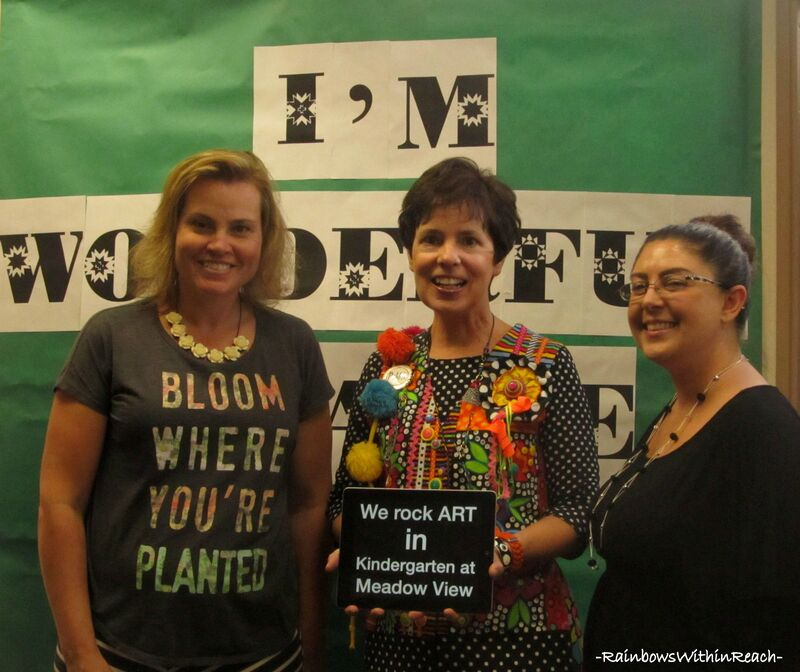 I'M
BLOOM
WHERE
YOU'RE
PLANTED
We rock ART
in
Kindergarten at
Meadow View
-RainbowsWithinReach-